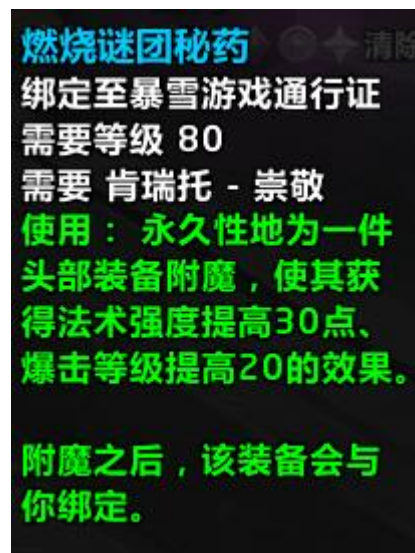 燃烧谜团秘药
清除
绑定至暴雪游戏通行证
需要等级 80
需要 肯瑞托 - 崇敬
使用： 永久性地为一件
头部装备附魔，使其获
得法术强度提高30点、
爆击等级提高20的效果。
附魔之后，该装备会与
你绑定。